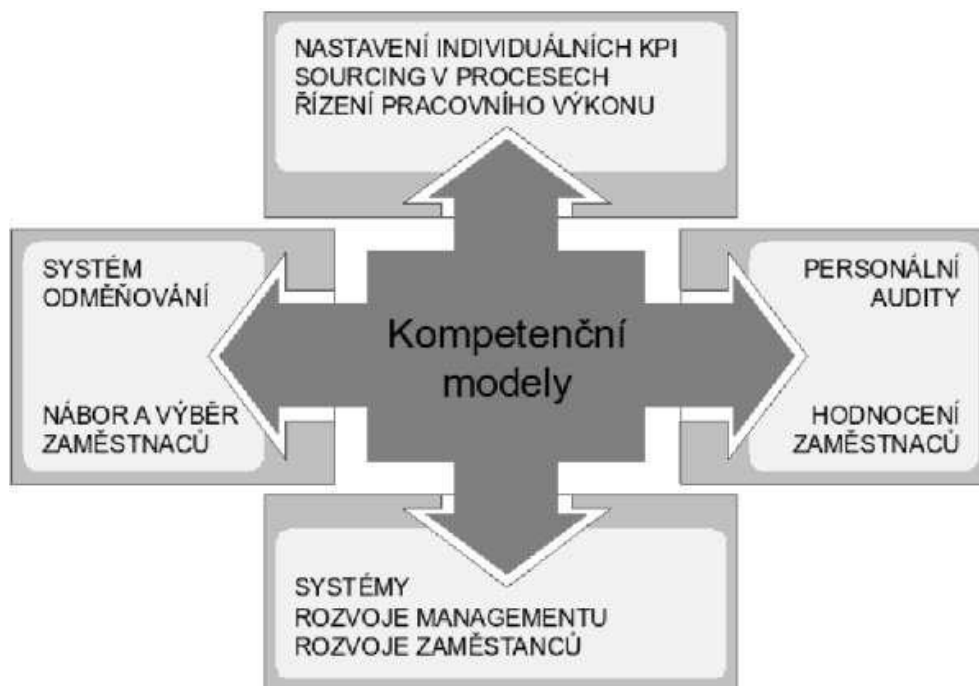 NASTAVENÍ INDIVIDUÁLNÍCH KPI
SOURCING V PROCESECH
ŘÍZENÍ PRACOVNÍHO VÝKONU
SYSTÉM
ODMĚŇOVÁNÍ
NÁBOR A VÝBĚR
ZAMĚSTNACŮ
Kompetenční
modely
PERSONÁLNÍ
AUDITY
HODNOCENÍ
ZAMĚSTNACŮ
SYSTÉMY
ROZVOJE MANAGEMENTU
ROZVOJE ZAMĚSTANCŮ